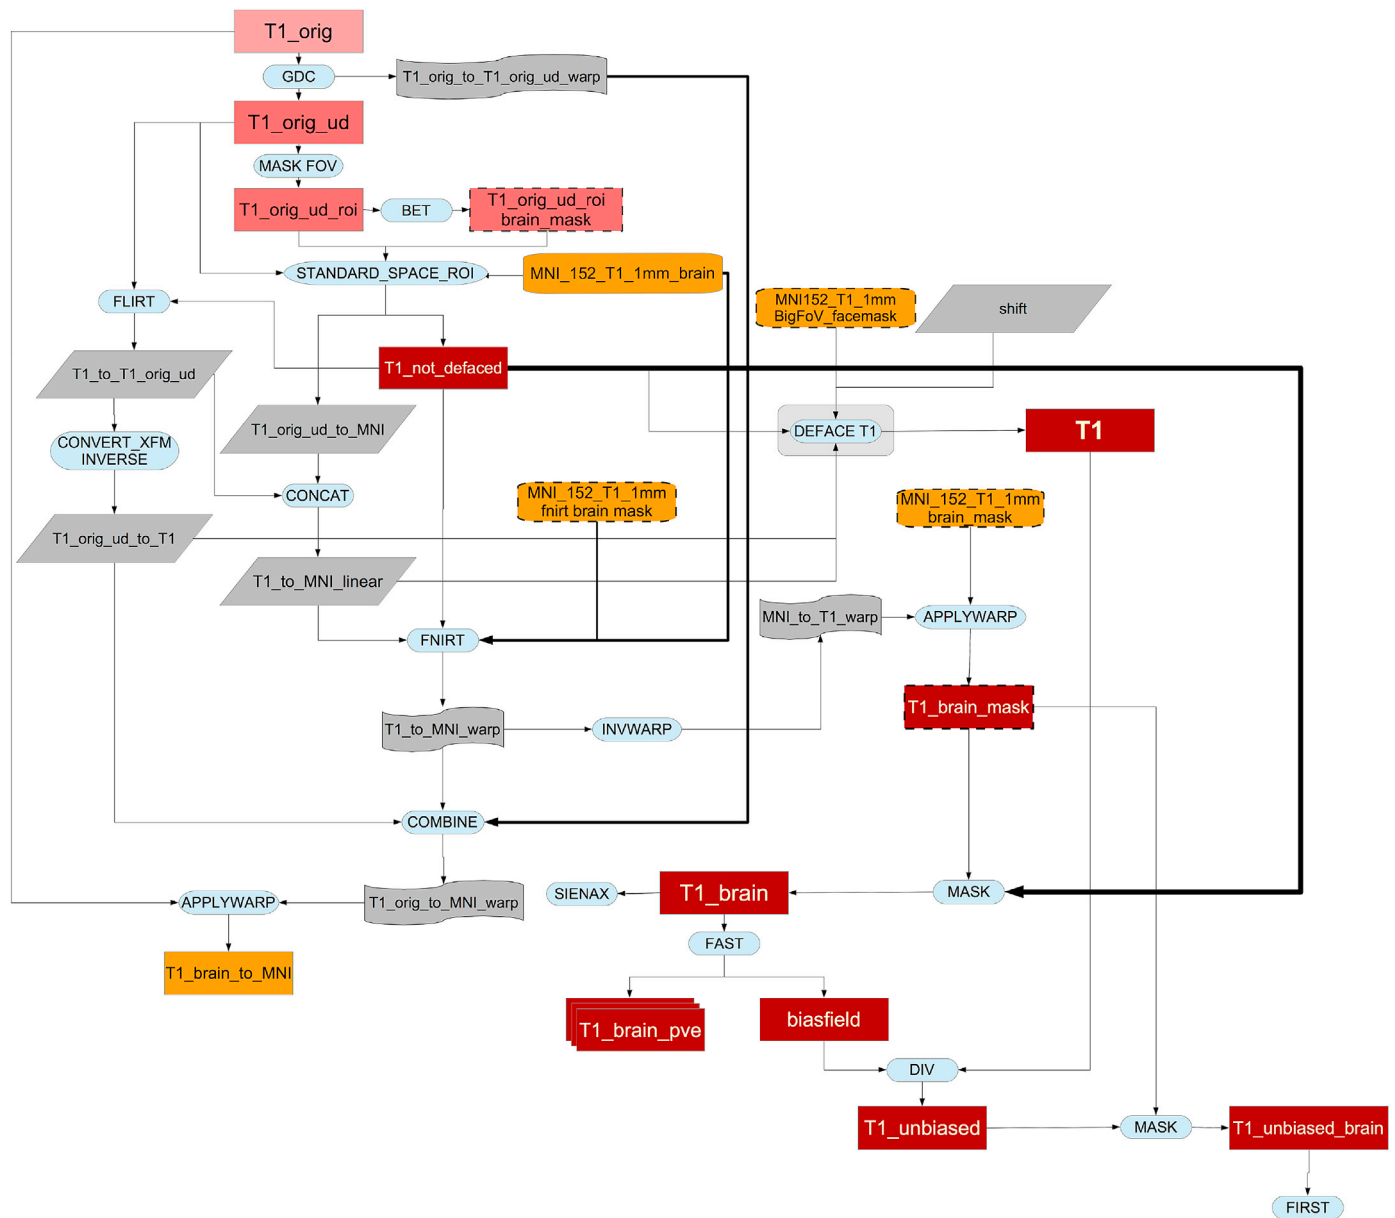 T1_orig
GDC
T1_orig_to_T1_orig_ud_warp
T1_orig_ud
MASK FOV
T1_orig_ud_roi
BET
T1_orig_ud_roi
brain_mask
STANDARD_SPACE_ROI
MNI_152_T1_1mm_brain
FLIRT
MNI152_T1_1mm
BigFoV_facemask
shift
T1_to_T1_orig_ud
T1_not_defaced
T1_orig_ud_to_MNI
DEFACE T1
T1
CONVERT_XFM
INVERSE
CONCAT
MNI_152_T1_1mm
fnirt brain mask
MNI_152_T1_1mm
brain_mask
T1_orig_ud_to_T1
T1_to_MNI_linear
MNI_to_T1_warp
APPLYWARP
FNIRT
T1_brain_mask
T1_to_MNI_warp
INVWARP
COMBINE
APPLYWARP
T1_orig_to_MNI_warp
SIENAX
T1_brain
MASK
FAST
T1_brain_to_MNI
T1_brain_pve
biasfield
DIV
T1_unbiased
MASK
T1_unbiased_brain
FIRST